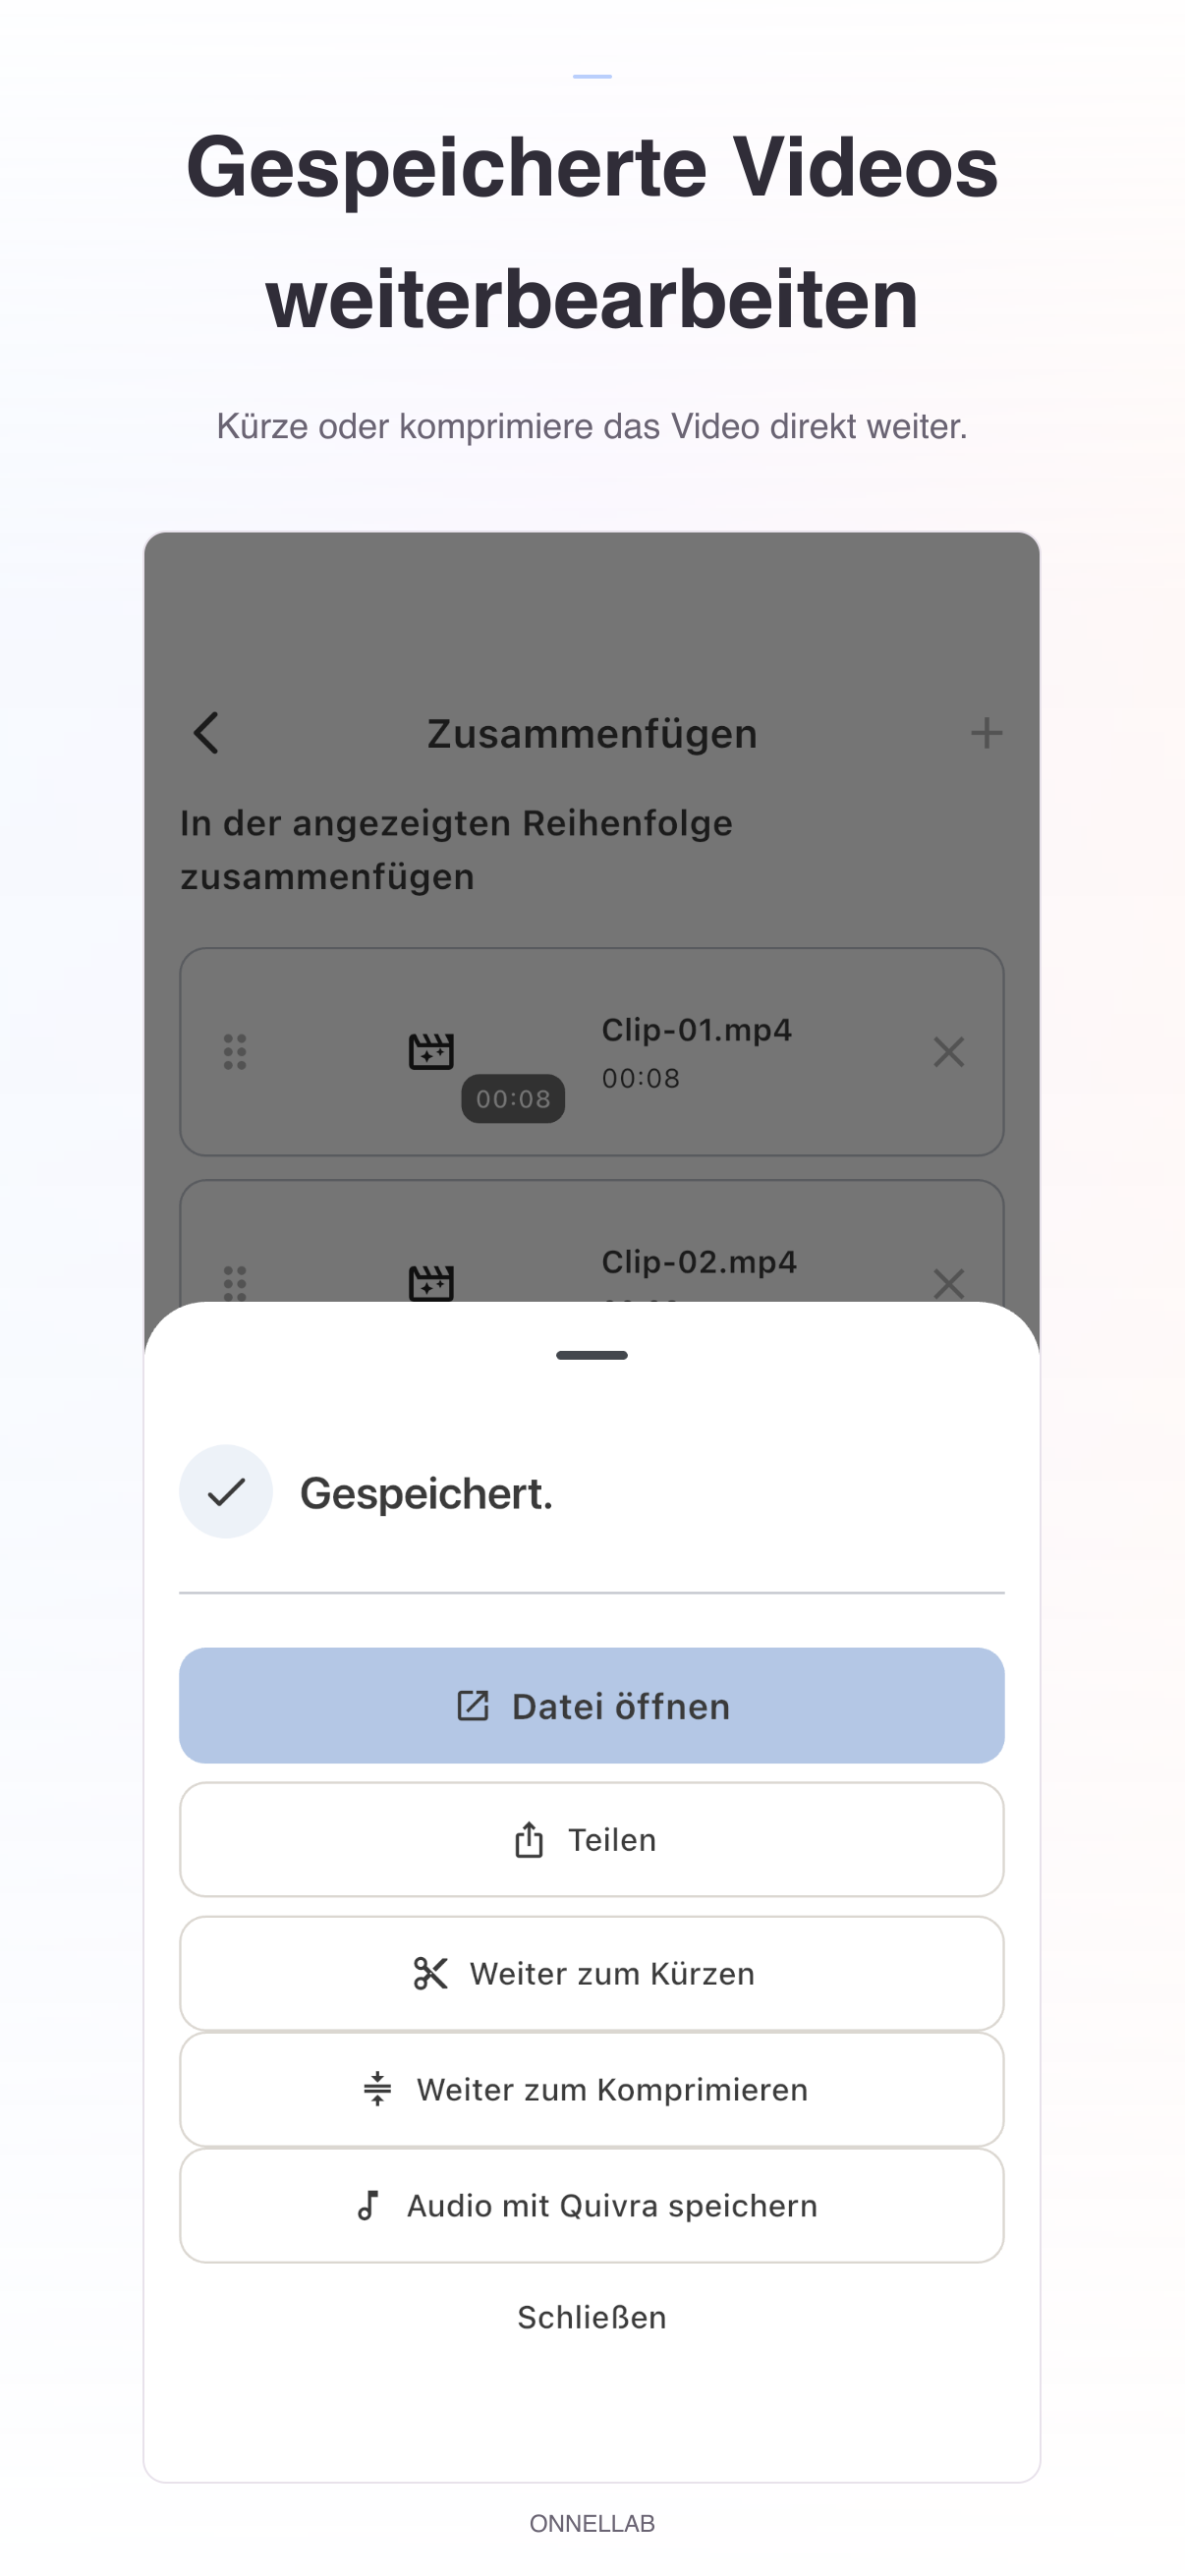 Gespeicherte Videos
weiterbearbeiten
Kürze oder komprimiere das Video direkt weiter.
Zusammenfügen
In der angezeigten Reihenfolge
zusammenfügen
Clip-01.mp4
00:08
00:08
Clip-02.mp4
Gespeichert.
Datei öffnen
Teilen
Weiter zum Kürzen
Weiter zum Komprimieren
Audio mit Quivra speichern
Schließen
ONNELLAB